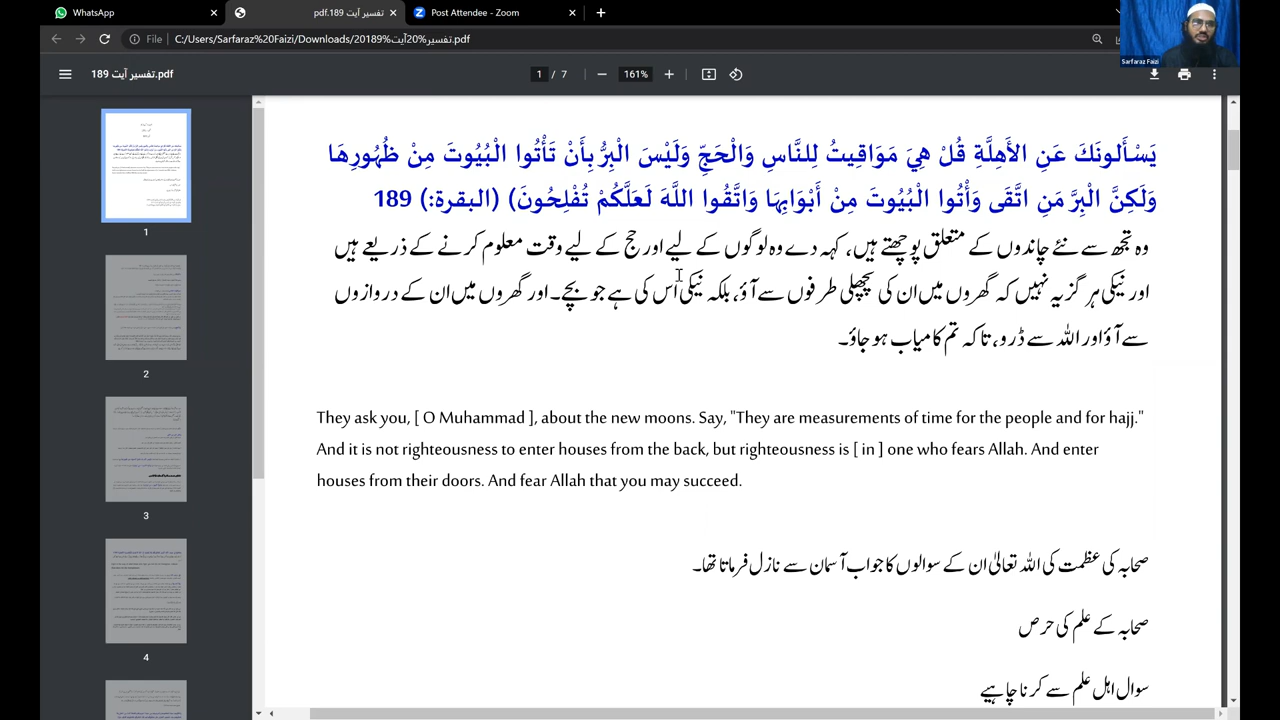 WhatsApp
تفسیر آیت 189.pdf
Post Attendee - Zoom
File
C:/Users/Sarfaraz%20Faizi/Downloads/20189%تفسیر%20آیت.pdf
تفسیر آیت 189.pdf
1 / 7
161%
Sarfaraz Faizi
يَسْأَلُونَكَ عَنِ الأَهِلَّةِ قُلْ هِيَ مَوَاقِيتُ لِلنَّاسِ وَالْحَجِّ وَلَيْسَ الْبِرُّ بِأَنْ تَأْتُوا الْبُيُوتَ مِنْ ظُهُورِهَا
وَلَكِنَّ الْبِرَّ مَنِ اتَّقَى وَأْتُوا الْبُيُوتَ مِنْ أَبْوَابِهَا وَاتَّقُوا اللَّهَ لَعَلَّكُمْ تُفْلِحُونَ) (البقرة:) 189
وہ تجھ سے نئے چاندوں کے متعلق پوچھتے ہیں، کہہ دے وہ لوگوں کے لیے اور حج کے لیے وقت معلوم کرنے کے ذریعے ہیں
اور نیکی ہر گز یہ نہیں کہ گھروں میں ان کی پچھلی طرفوں سے آؤ، بلکہ نیکی اس کی ہے جو بچے۔ اور گھروں میں ان کے دروازوں
سے آؤ اور اللہ سے ڈرو، تاکہ تم کامیاب ہو جاؤ۔
They ask you, [ O Muhammad ], about the new moons. Say, "They are measurements of time for the people and for hajj."
And it is not righteousness to enter houses from the back, but righteousness is [ in ] one who fears Allah. And enter
houses from their doors. And fear Allah that you may succeed.
صحابہ کی عظمت کی اللہ تعالی ان کے سوالوں کا جواب آسمان سے نازل فرماتا تھا۔
صحابہ کے علم کی حرص
سوال اہل علم سے کرنا چاہیے
1
2
3
4